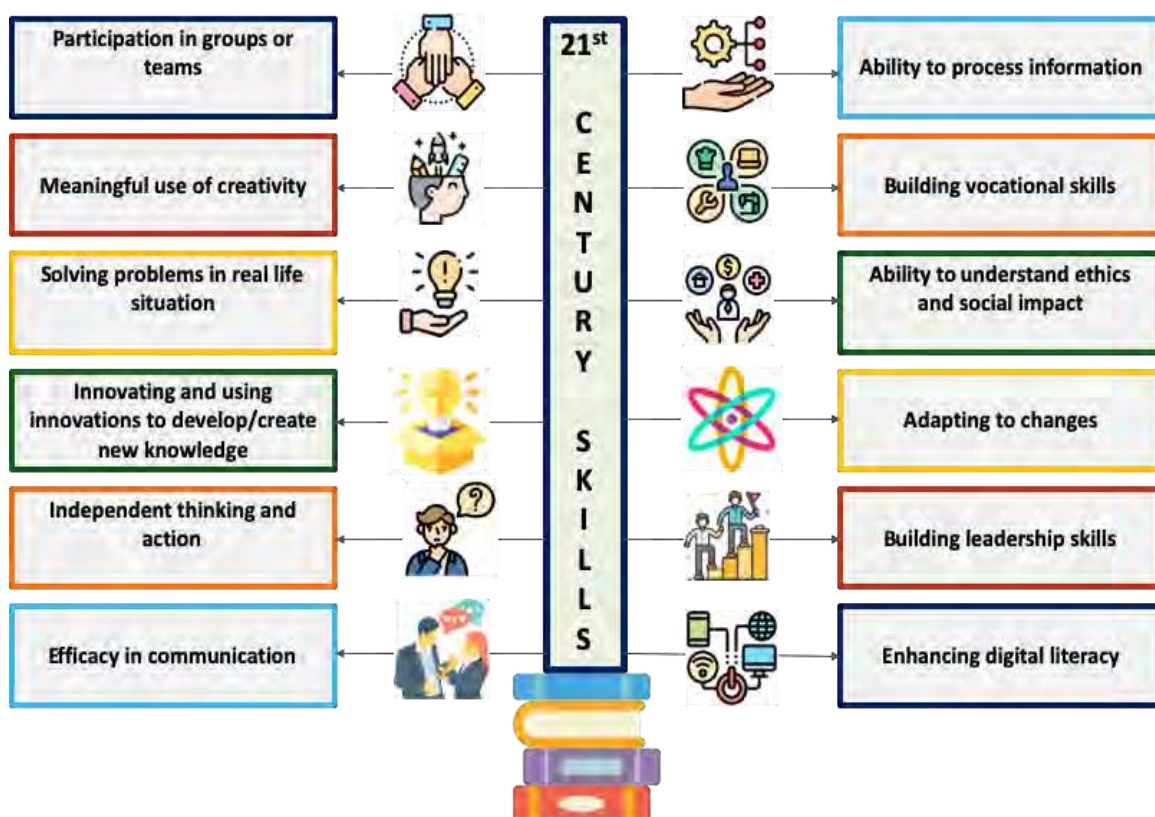 Participation in groups or
teams
Meaningful use of creativity
Solving problems in real life
situation
Innovating and using
innovations to develop/create
new knowledge
Independent thinking and
action
Efficacy in communication
21st
CENTURY
SKILLS
Ability to process information
Building vocational skills
Ability to understand ethics
and social impact
Adapting to changes
Building leadership skills
Enhancing digital literacy